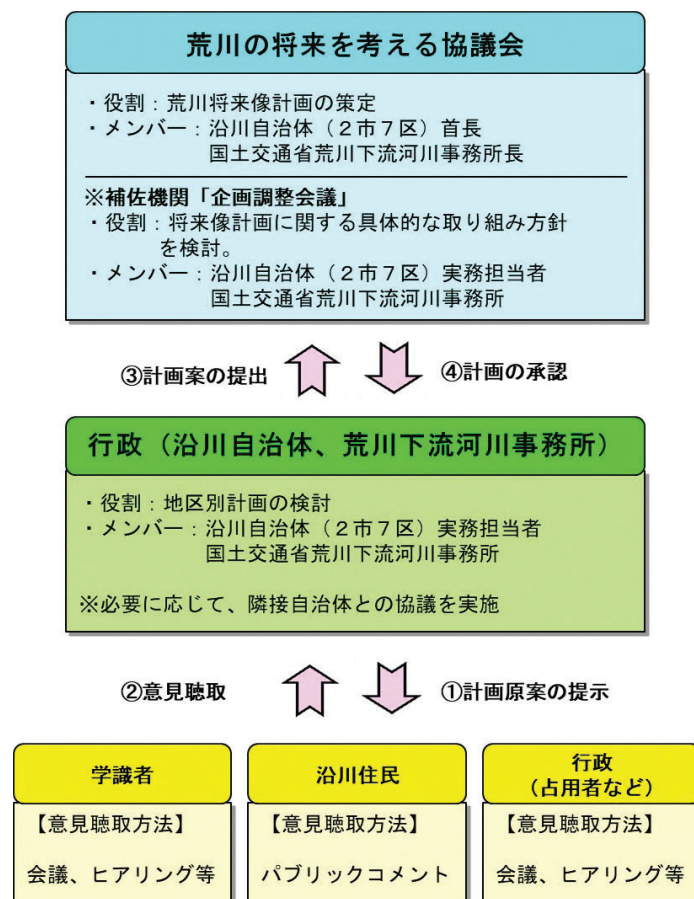 荒川の将来を考える協議会
・役割：荒川将来像計画の策定
・メンバー：沿川自治体（２市７区）首長
国土交通省荒川下流河川事務所長
※補佐機関「企画調整会議」
・役割：将来像計画に関する具体的な取り組み方針
を検討。
・メンバー：沿川自治体（２市７区）実務担当者
国土交通省荒川下流河川事務所
③計画案の提出
④計画の承認
行政（沿川自治体、荒川下流河川事務所）
・役割：地区別計画の検討
・メンバー：沿川自治体（２市７区）実務担当者
国土交通省荒川下流河川事務所
※必要に応じて、隣接自治体との協議を実施
②意見聴取
①計画原案の提示
学識者
【意見聴取方法】
会議、ヒアリング等
沿川住民
【意見聴取方法】
パブリックコメント
行政
（占用者など）
【意見聴取方法】
会議、ヒアリング等